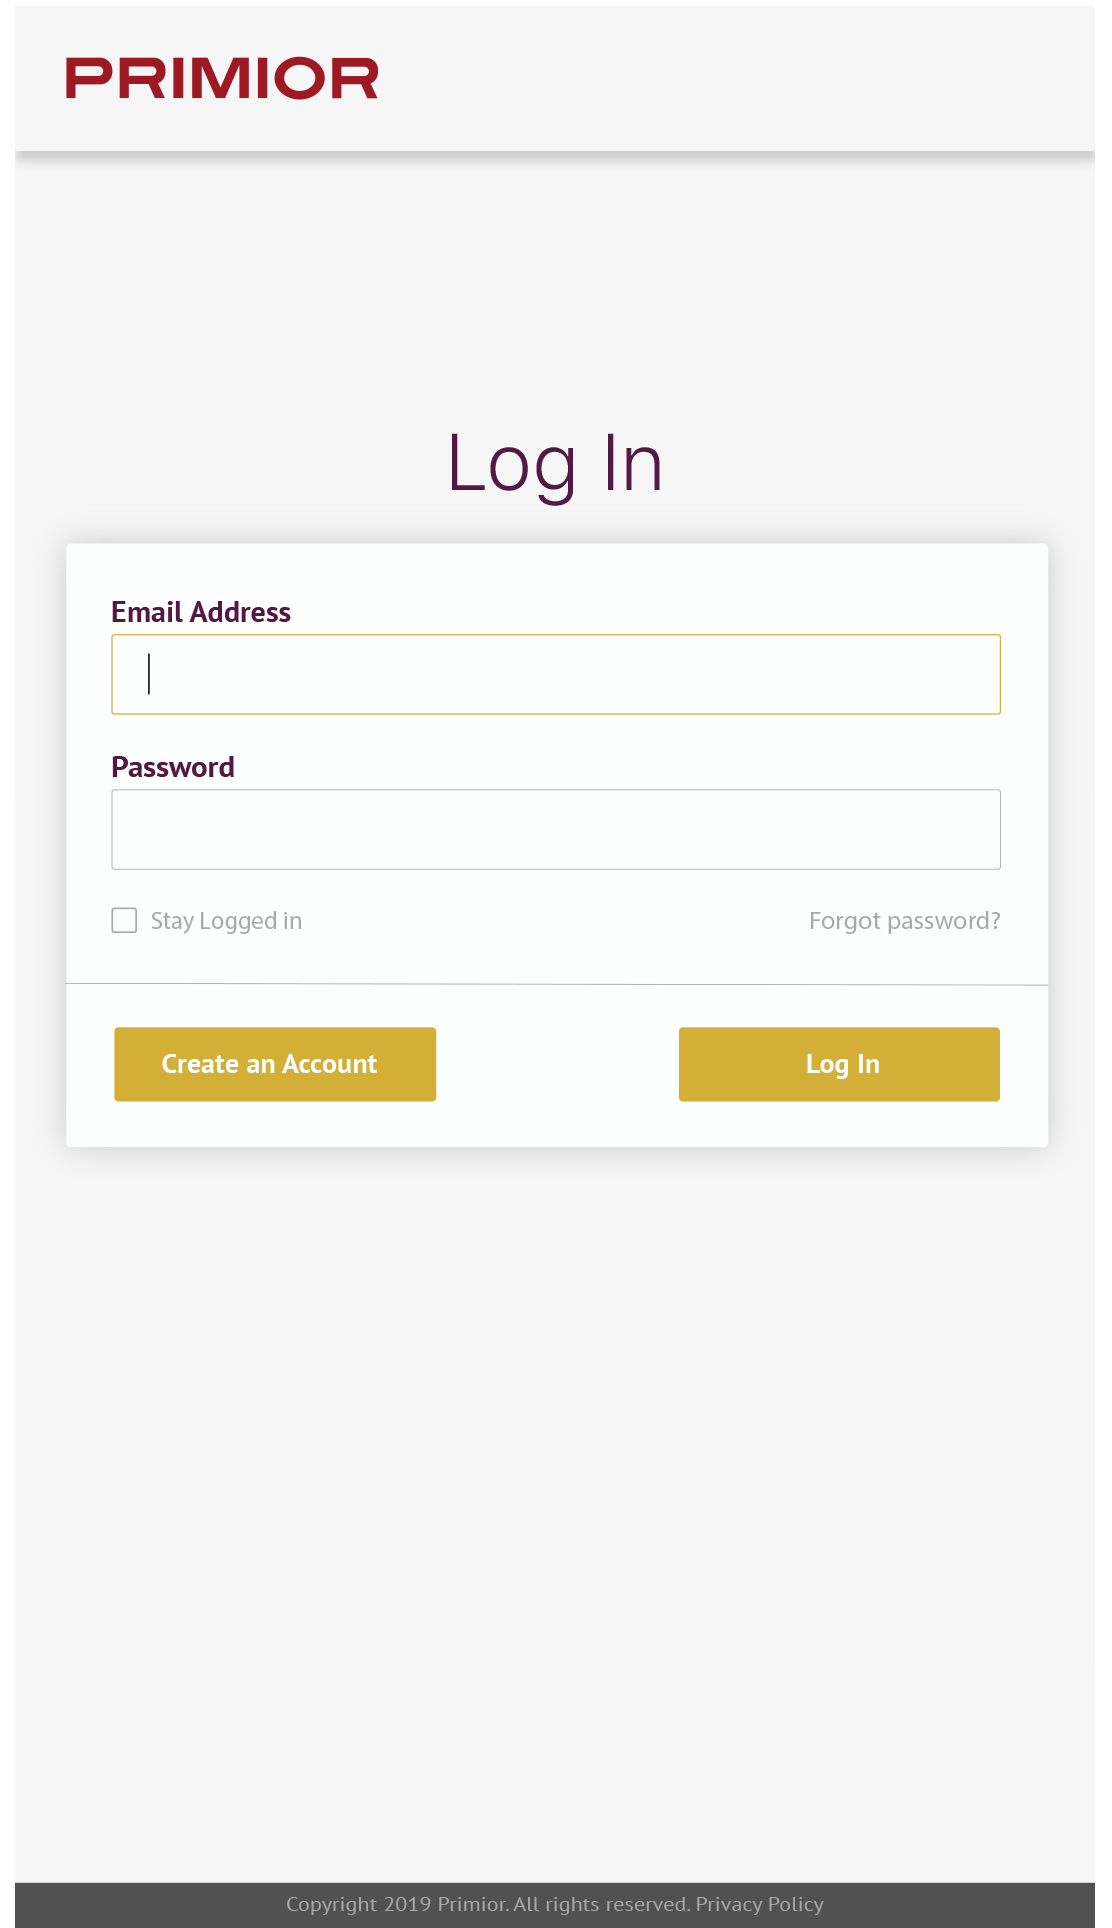 PRIMIOR
Log In
Email Address
Password
Stay Logged in Forgot password?
Create an Account Log In
Copyright 2019 Primior. All rights reserved. Privacy Policy